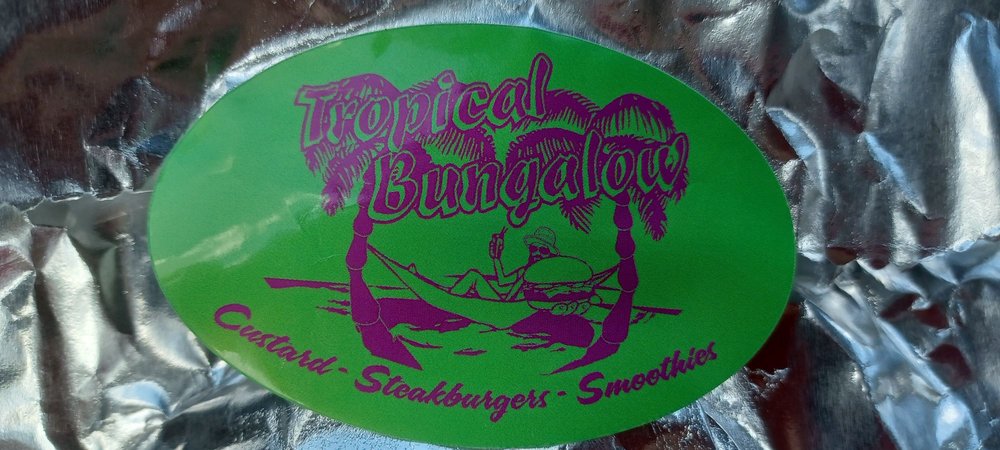 Tropical
Bungalow
Custard - Steakburgers - Smoothies